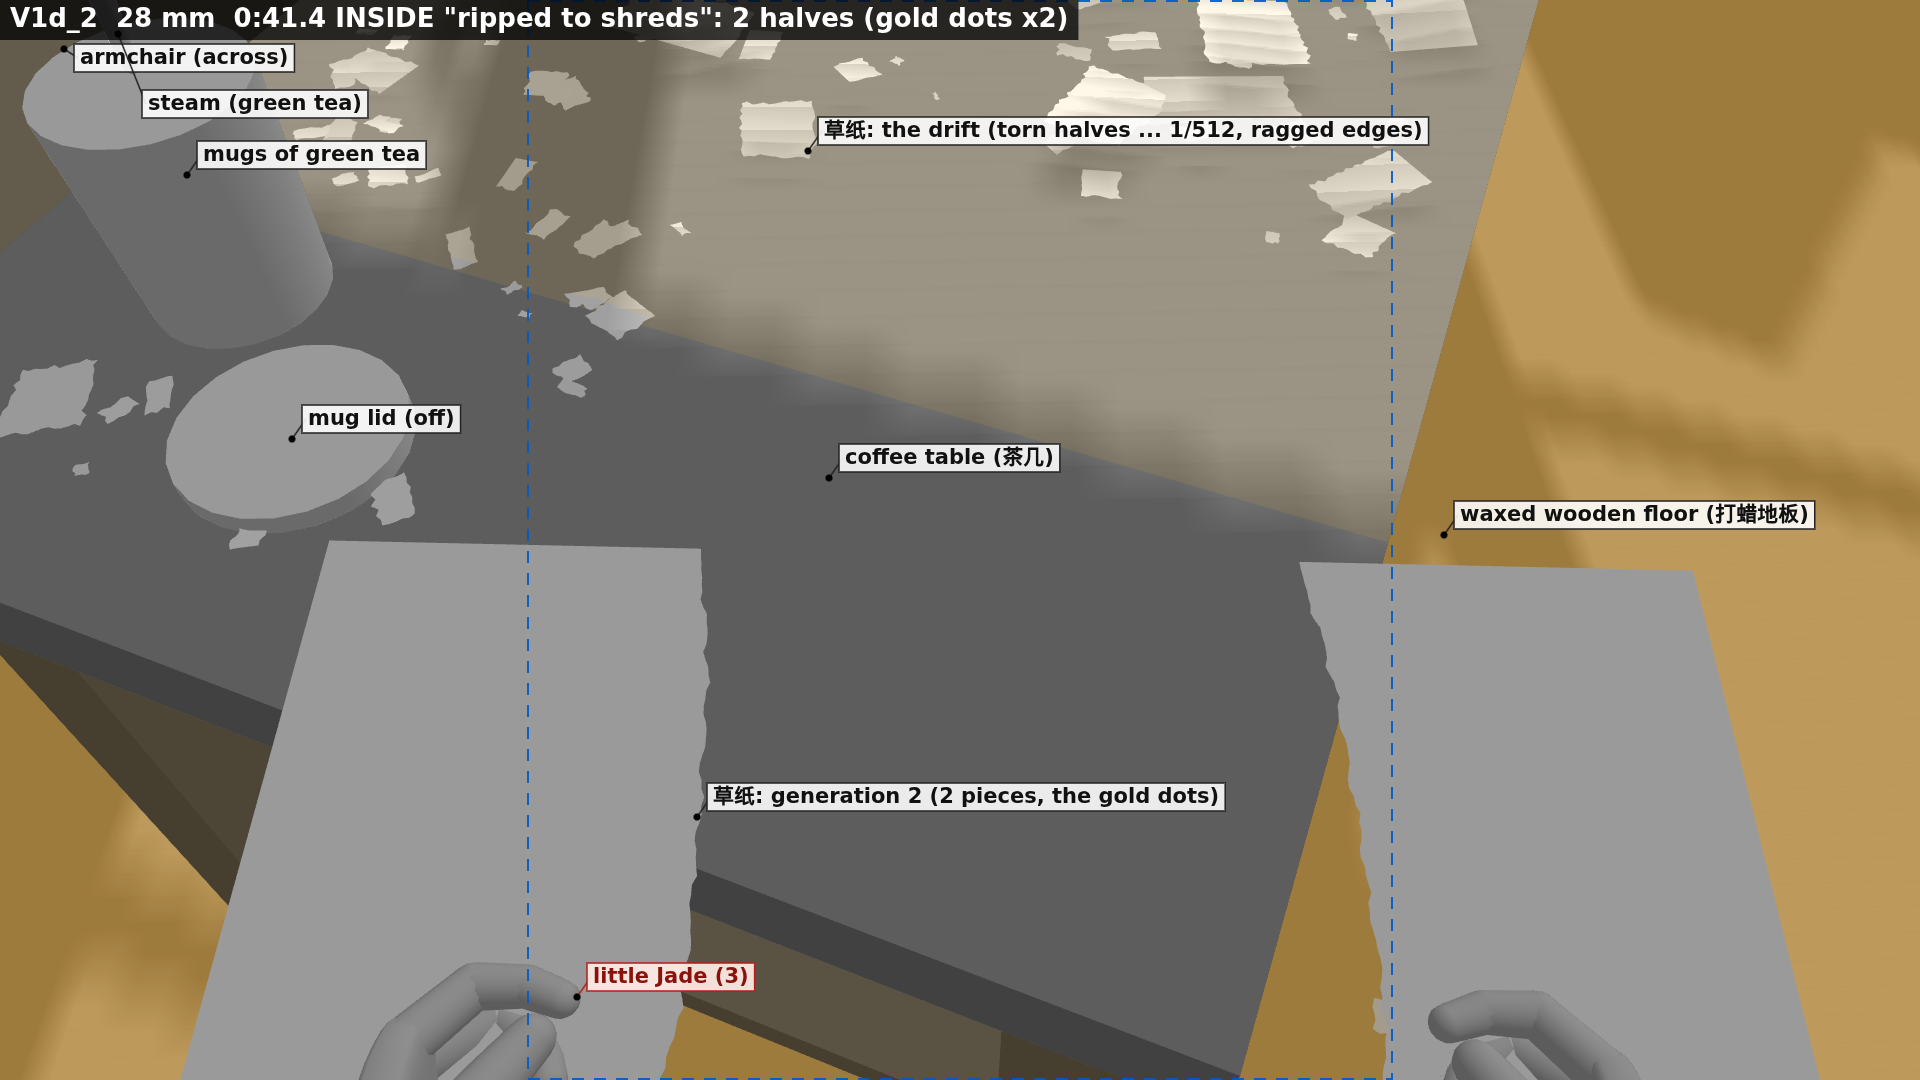 V1d_2  28 mm  0:41.4 INSIDE "ripped to shreds": 2 halves (gold dots x2)
armchair (across)
steam (green tea)
草纸: the drift (torn halves ... 1/512, ragged edges)
mugs of green tea
mug lid (off)
coffee table (茶几)
waxed wooden floor (打蜡地板)
草纸: generation 2 (2 pieces, the gold dots)
little Jade (3)